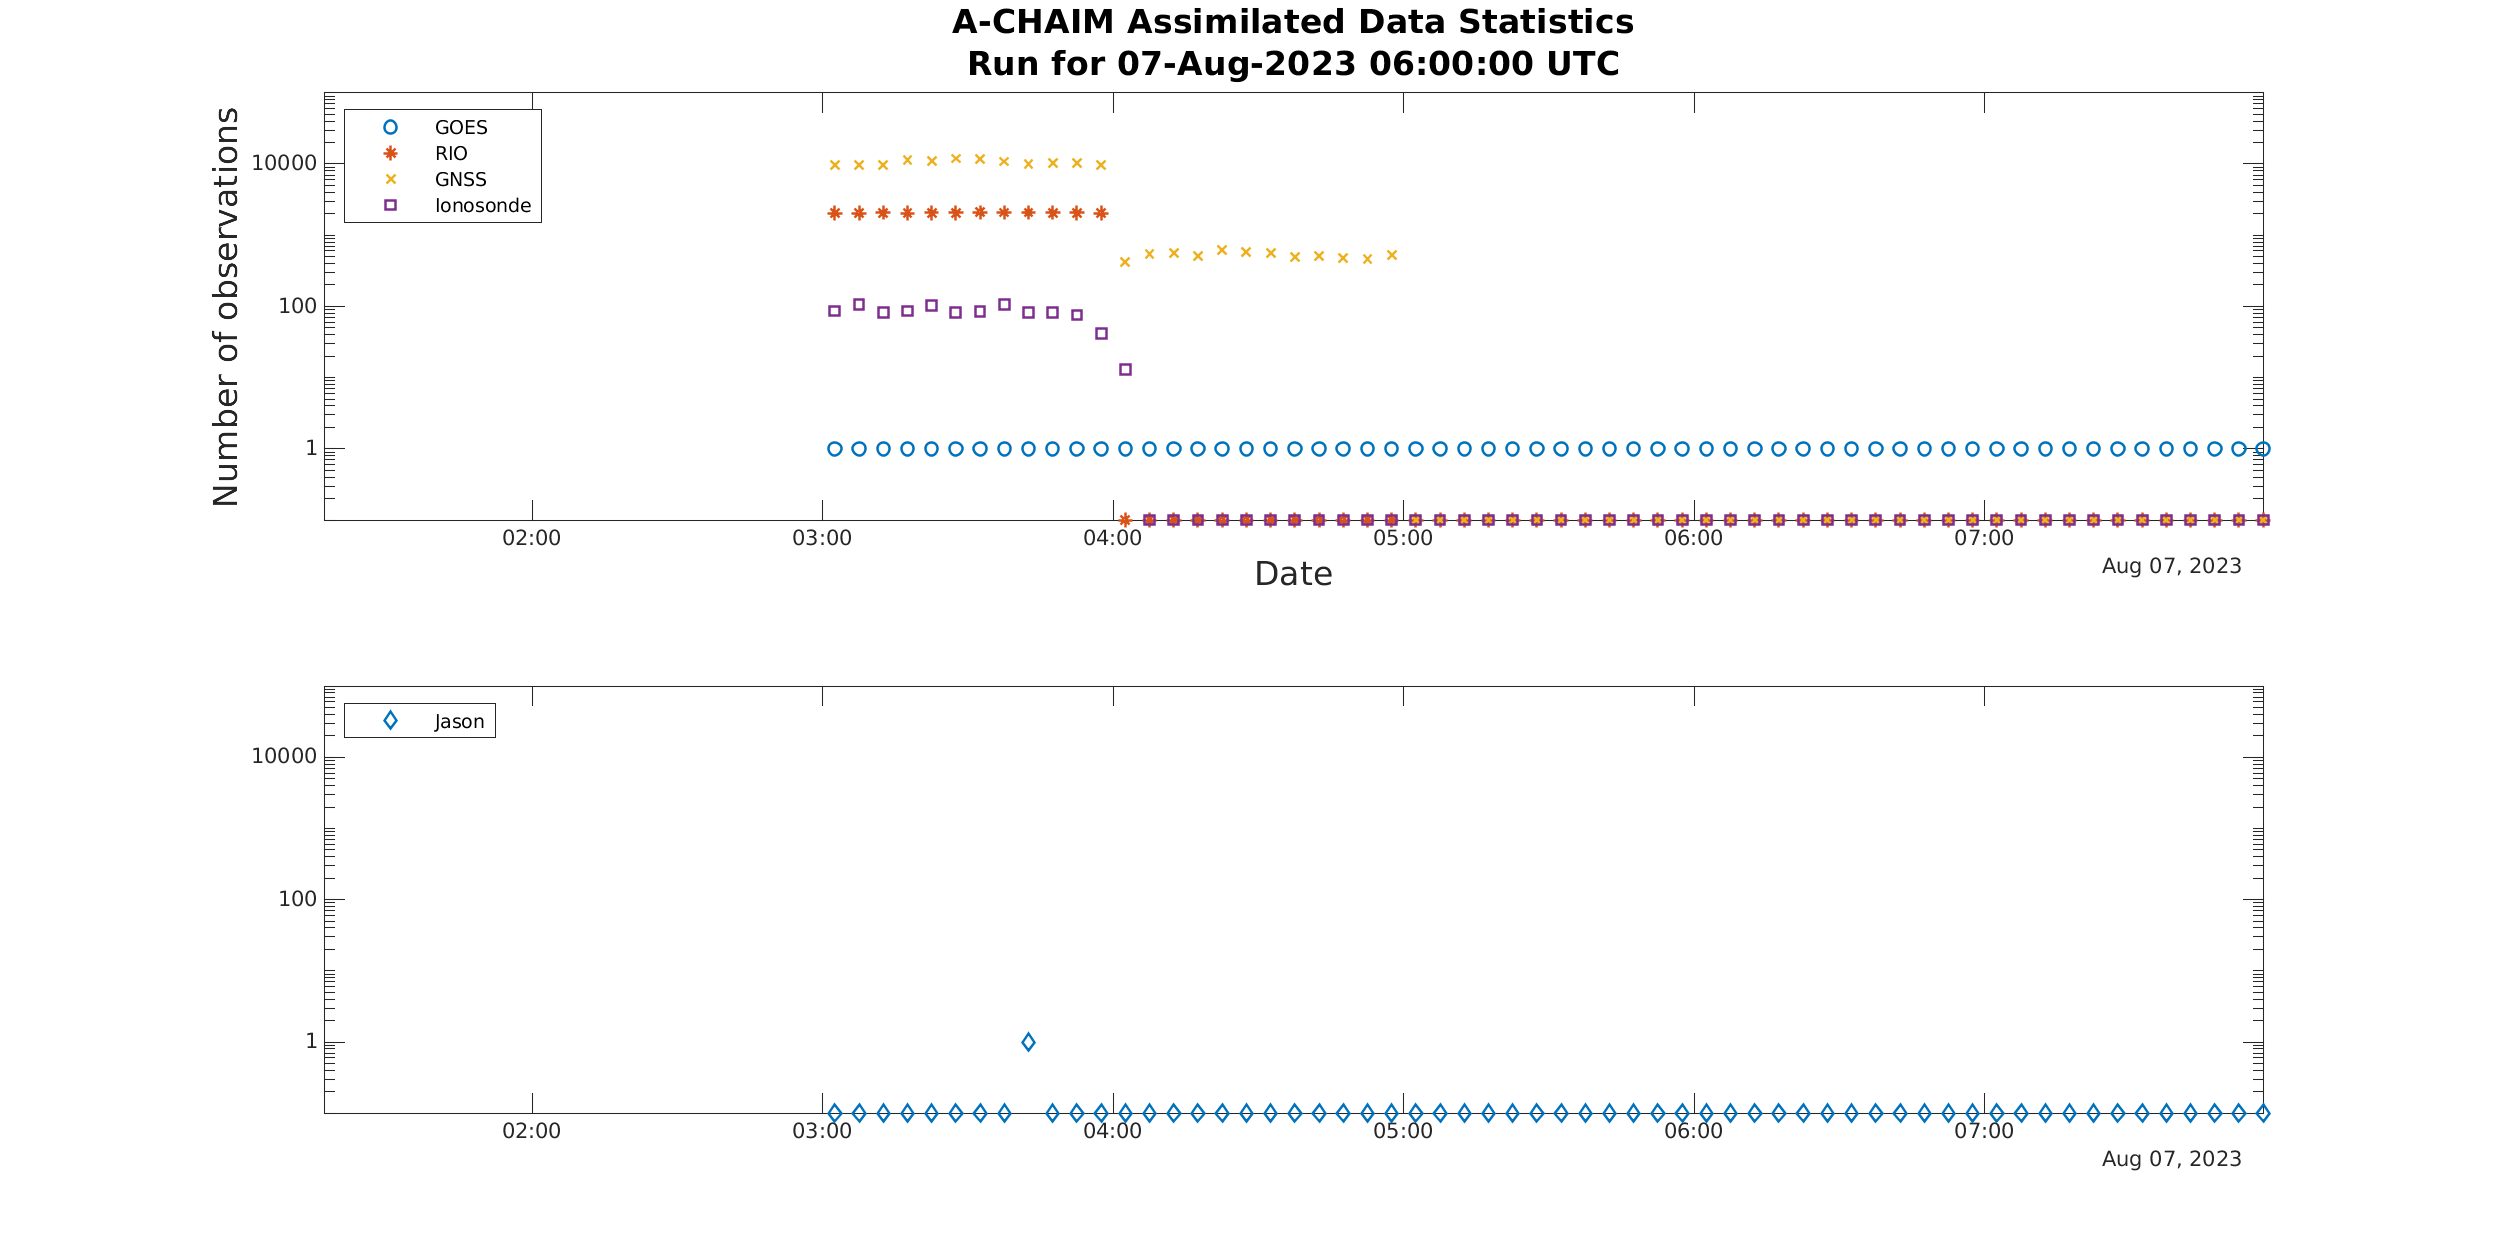 A-CHAIM Assimilated Data Statistics
Run for 07-Aug-2023 06:00:00 UTC
Number of observations
GOES
RIO
GNSS
Ionosonde
10000
100
1
02:00 03:00 04:00 05:00 06:00 07:00
Aug 07, 2023
Date
Jason
10000
100
1
02:00 03:00 04:00 05:00 06:00 07:00
Aug 07, 2023